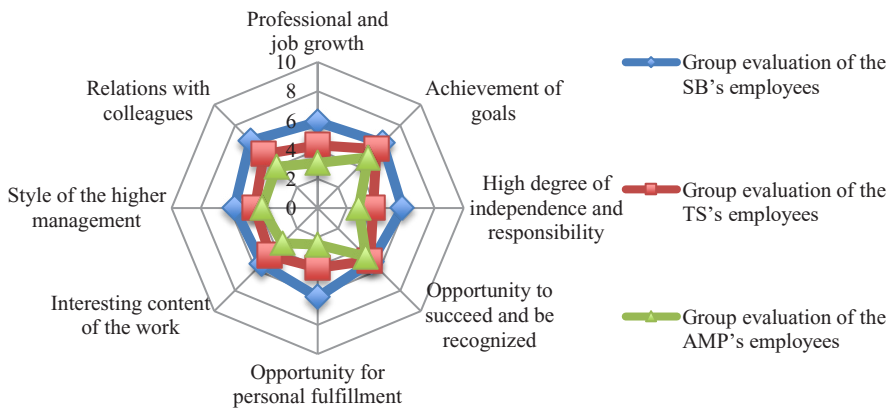 Professional and
job growth
10
8
6
4
2
0
Achievement of
goals
High degree of
independence and
responsibility
Opportunity to
succeed and be
recognized
Opportunity for
personal fulfillment
Interesting content
of the work
Style of the higher
management
Relations with
colleagues
Group evaluation of the
SB's employees
Group evaluation of the
TS's employees
Group evaluation of the
AMP's employees